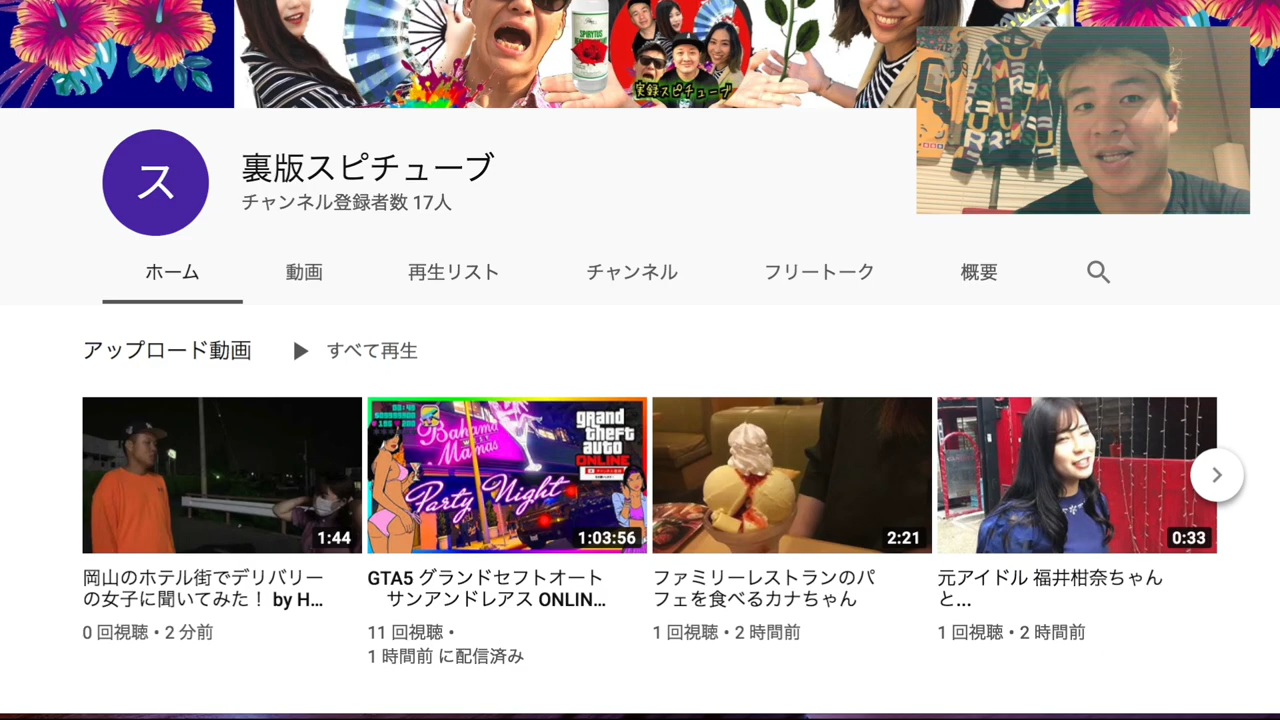 SPIRYTUS
実録スピチューブ
ス
裏版スピチューブ
チャンネル登録者数 17人
ホーム
動画
再生リスト
チャンネル
フリートーク
概要
アップロード動画
すべて再生
Bahama
Mamas
Party Night
grand
theft
auto
ONLINE
1:44
1:03:56
2:21
0:33
岡山のホテル街でデリバリー
の女子に聞いてみた！ by H...
0 回視聴・2 分前
GTA5 グランドセフトオート
サンアンドレアス ONLIN...
11 回視聴・
1 時間前 に配信済み
ファミリーレストランのパ
フェを食べるカナちゃん
1 回視聴・2 時間前
元アイドル 福井柑奈ちゃん
と...
1 回視聴・2 時間前